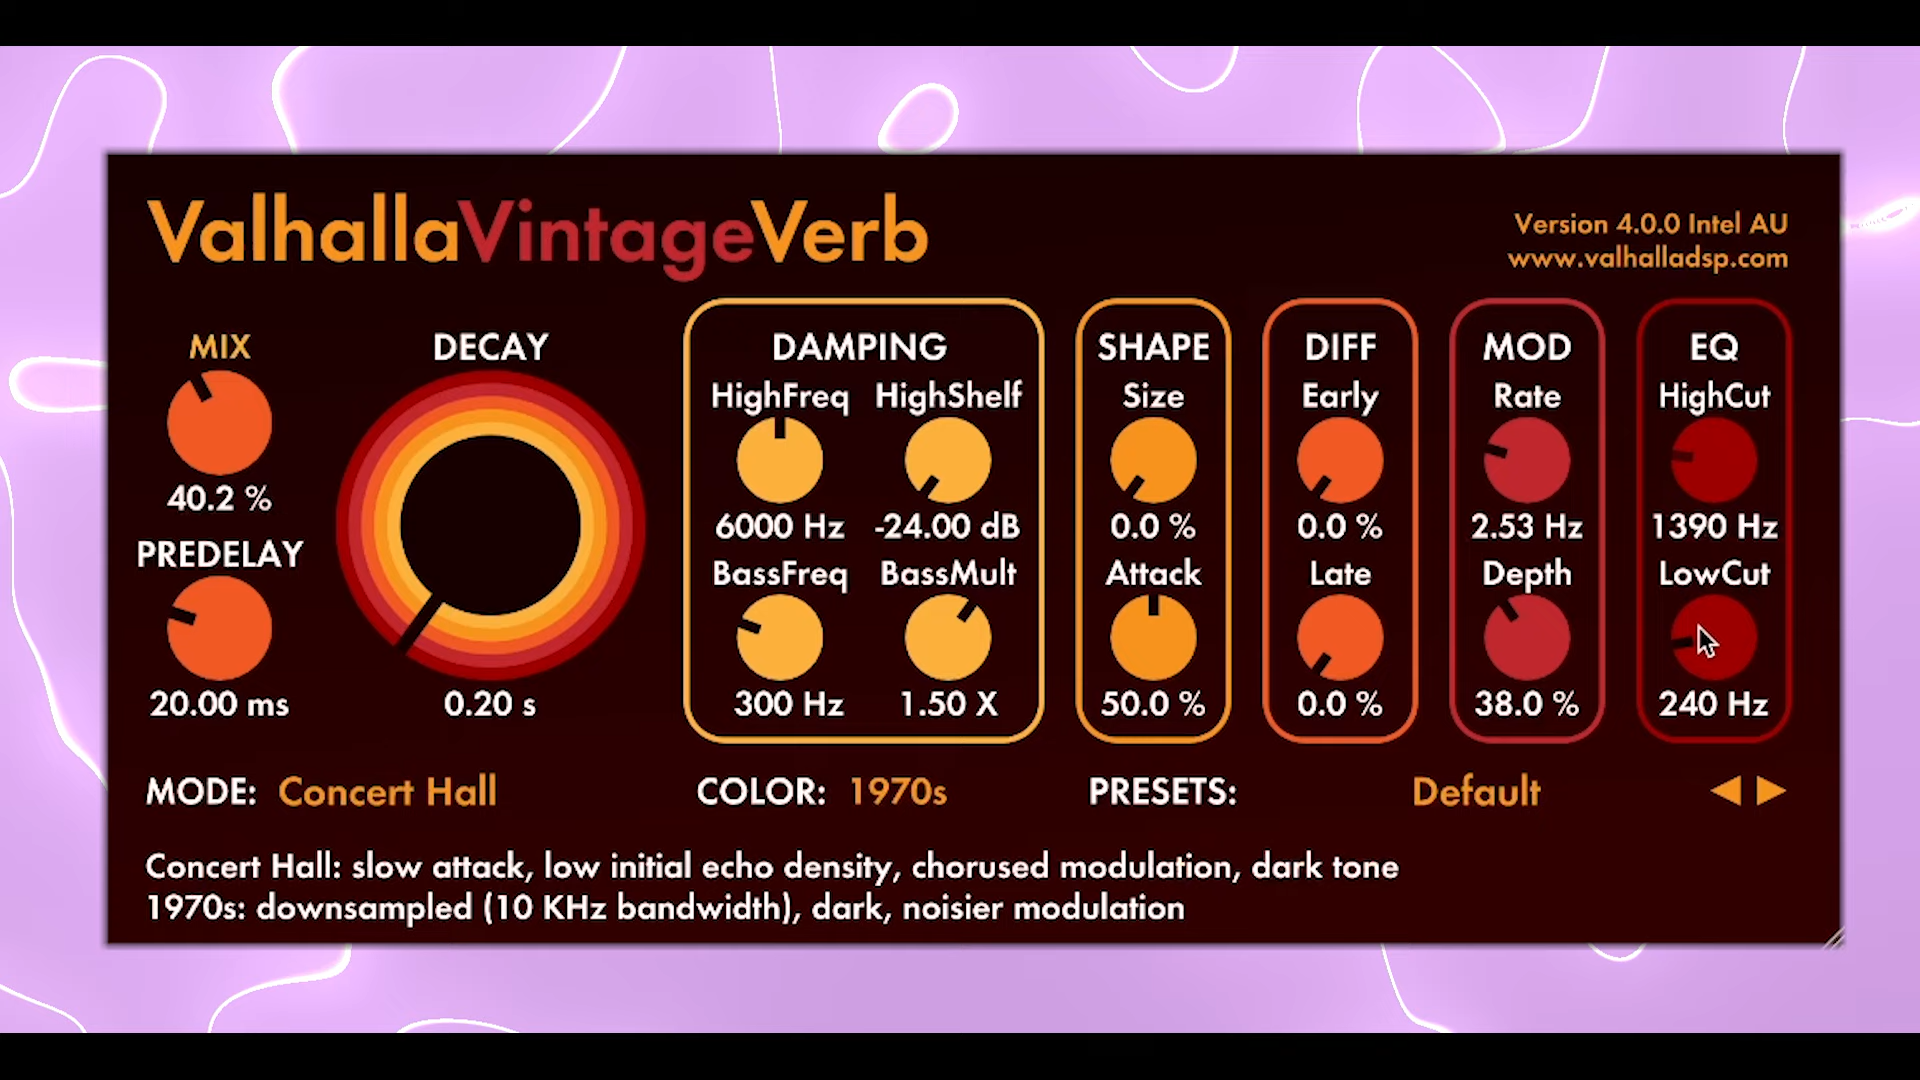 ValhallaVintageVerb
Version 4.0.0 Intel AU
www.valhalladsp.com
MIX
40.2 %
PREDELAY
20.00 ms
DECAY
0.20 s
DAMPING
HighFreq HighShelf
6000 Hz -24.00 dB
BassFreq BassMult
300 Hz 1.50 X
SHAPE
Size
0.0 %
Attack
50.0 %
DIFF
Early
0.0 %
Late
0.0 %
MOD
Rate
2.53 Hz
Depth
38.0 %
EQ
HighCut
1390 Hz
LowCut
240 Hz
MODE: Concert Hall COLOR: 1970s PRESETS: Default
Concert Hall: slow attack, low initial echo density, chorused modulation, dark tone
1970s: downsampled (10 KHz bandwidth), dark, noisier modulation